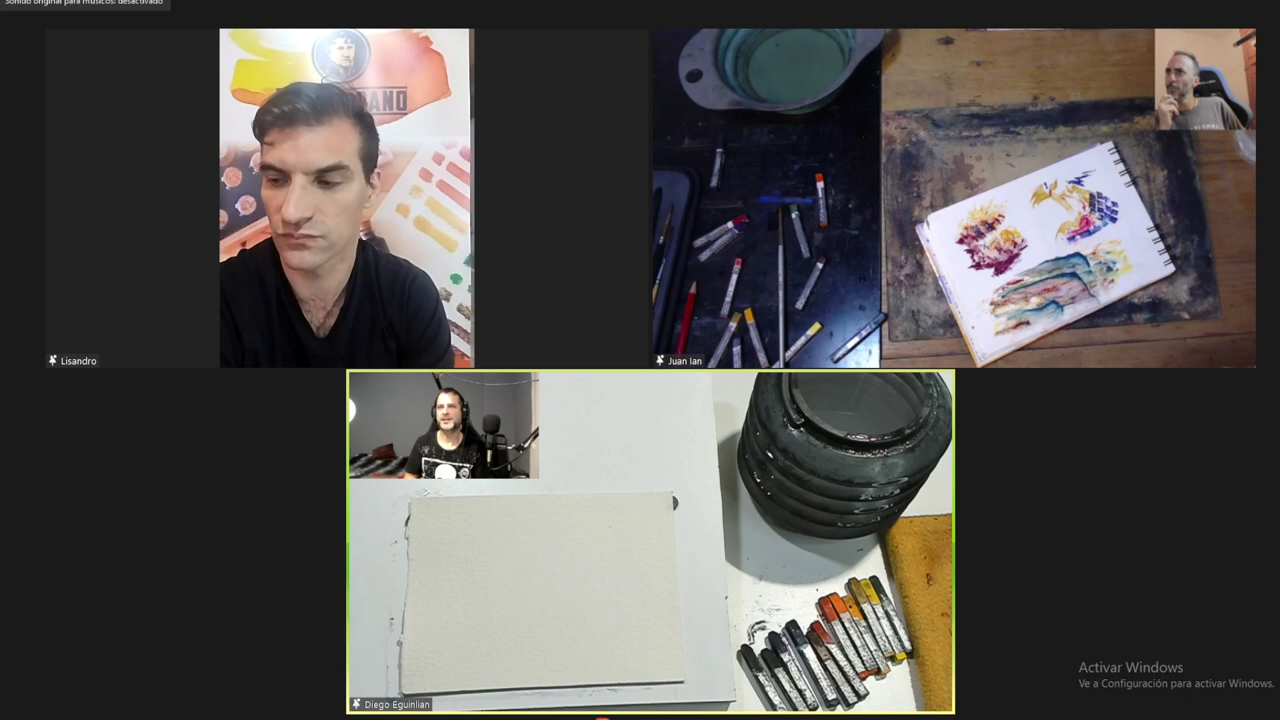 Sonido original para músicos: desactivado
Lisandro
Juan Ian
Diego Eguinlian
Activar Windows
Ve a Configuración para activar Windows.